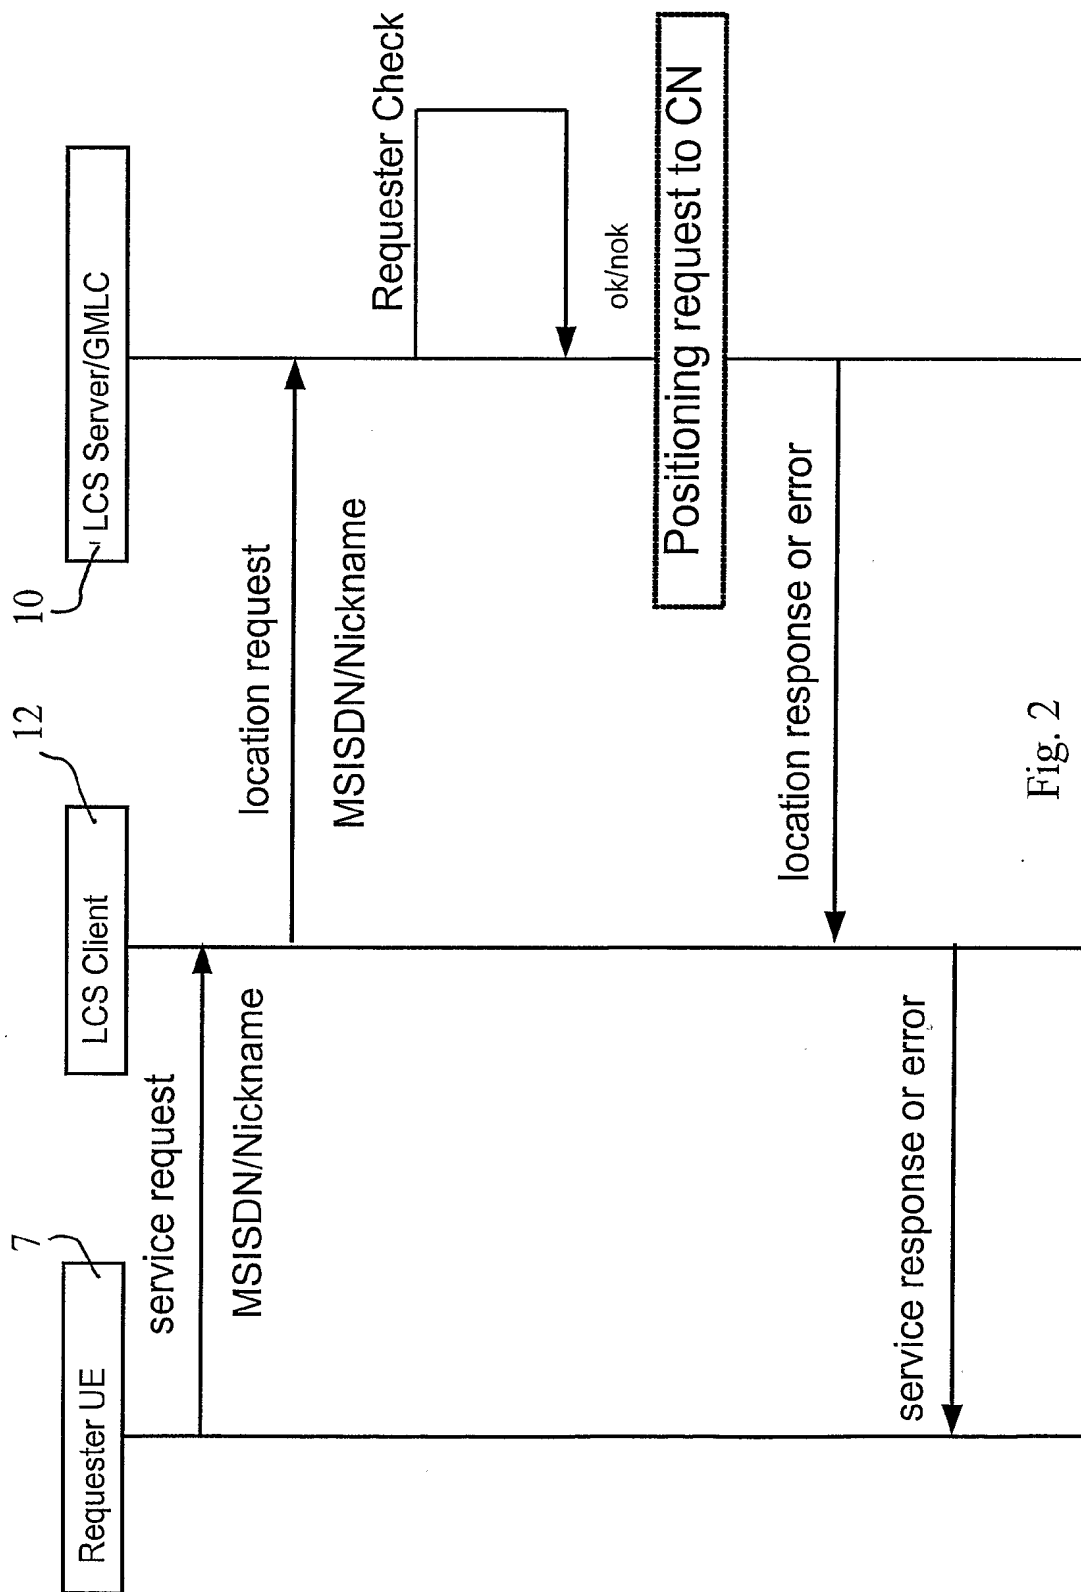 7
12
10
Requester UE
LCS Client
LCS Server/GMLC
service request
MSISDN/Nickname
location request
MSISDN/Nickname
Requester Check
ok/nok
Positioning request to CN
location response or error
service response or error
Fig. 2